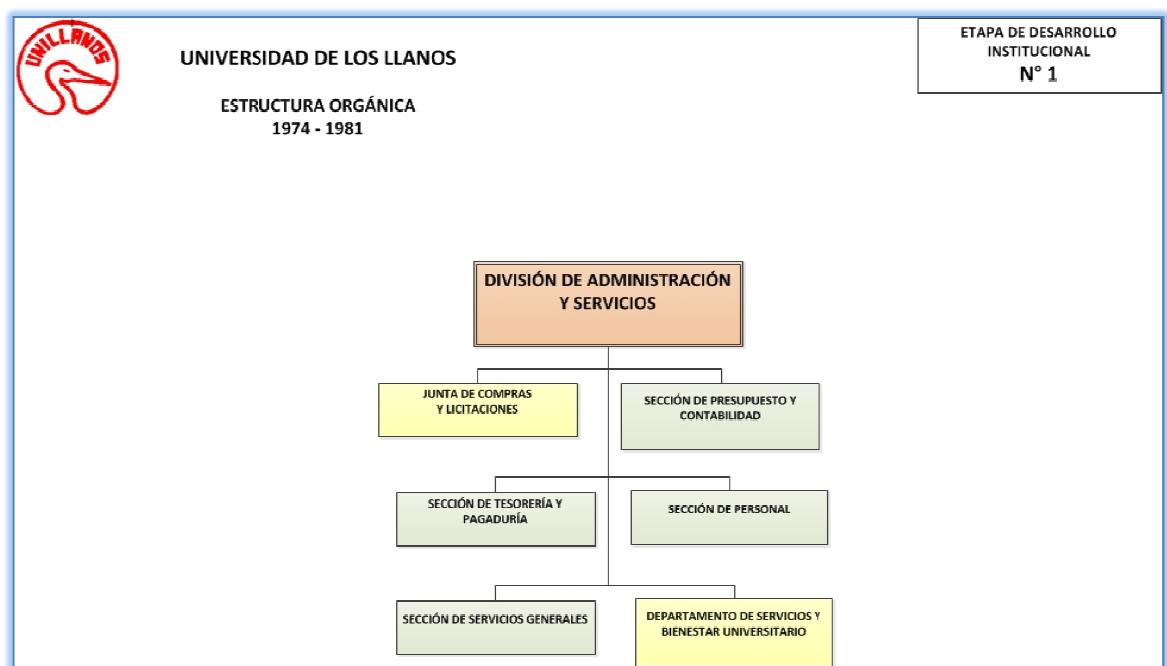 UNILLANOS
UNIVERSIDAD DE LOS LLANOS
ESTRUCTURA ORGÁNICA
1974 - 1981
ETAPA DE DESARROLLO
INSTITUCIONAL
N° 1
DIVISIÓN DE ADMINISTRACIÓN
Y SERVICIOS
JUNTA DE COMPRAS
Y LICITACIONES
SECCIÓN DE PRESUPUESTO Y
CONTABILIDAD
SECCIÓN DE TESORERÍA Y
PAGADURÍA
SECCIÓN DE PERSONAL
SECCIÓN DE SERVICIOS GENERALES
DEPARTAMENTO DE SERVICIOS Y
BIENESTAR UNIVERSITARIO